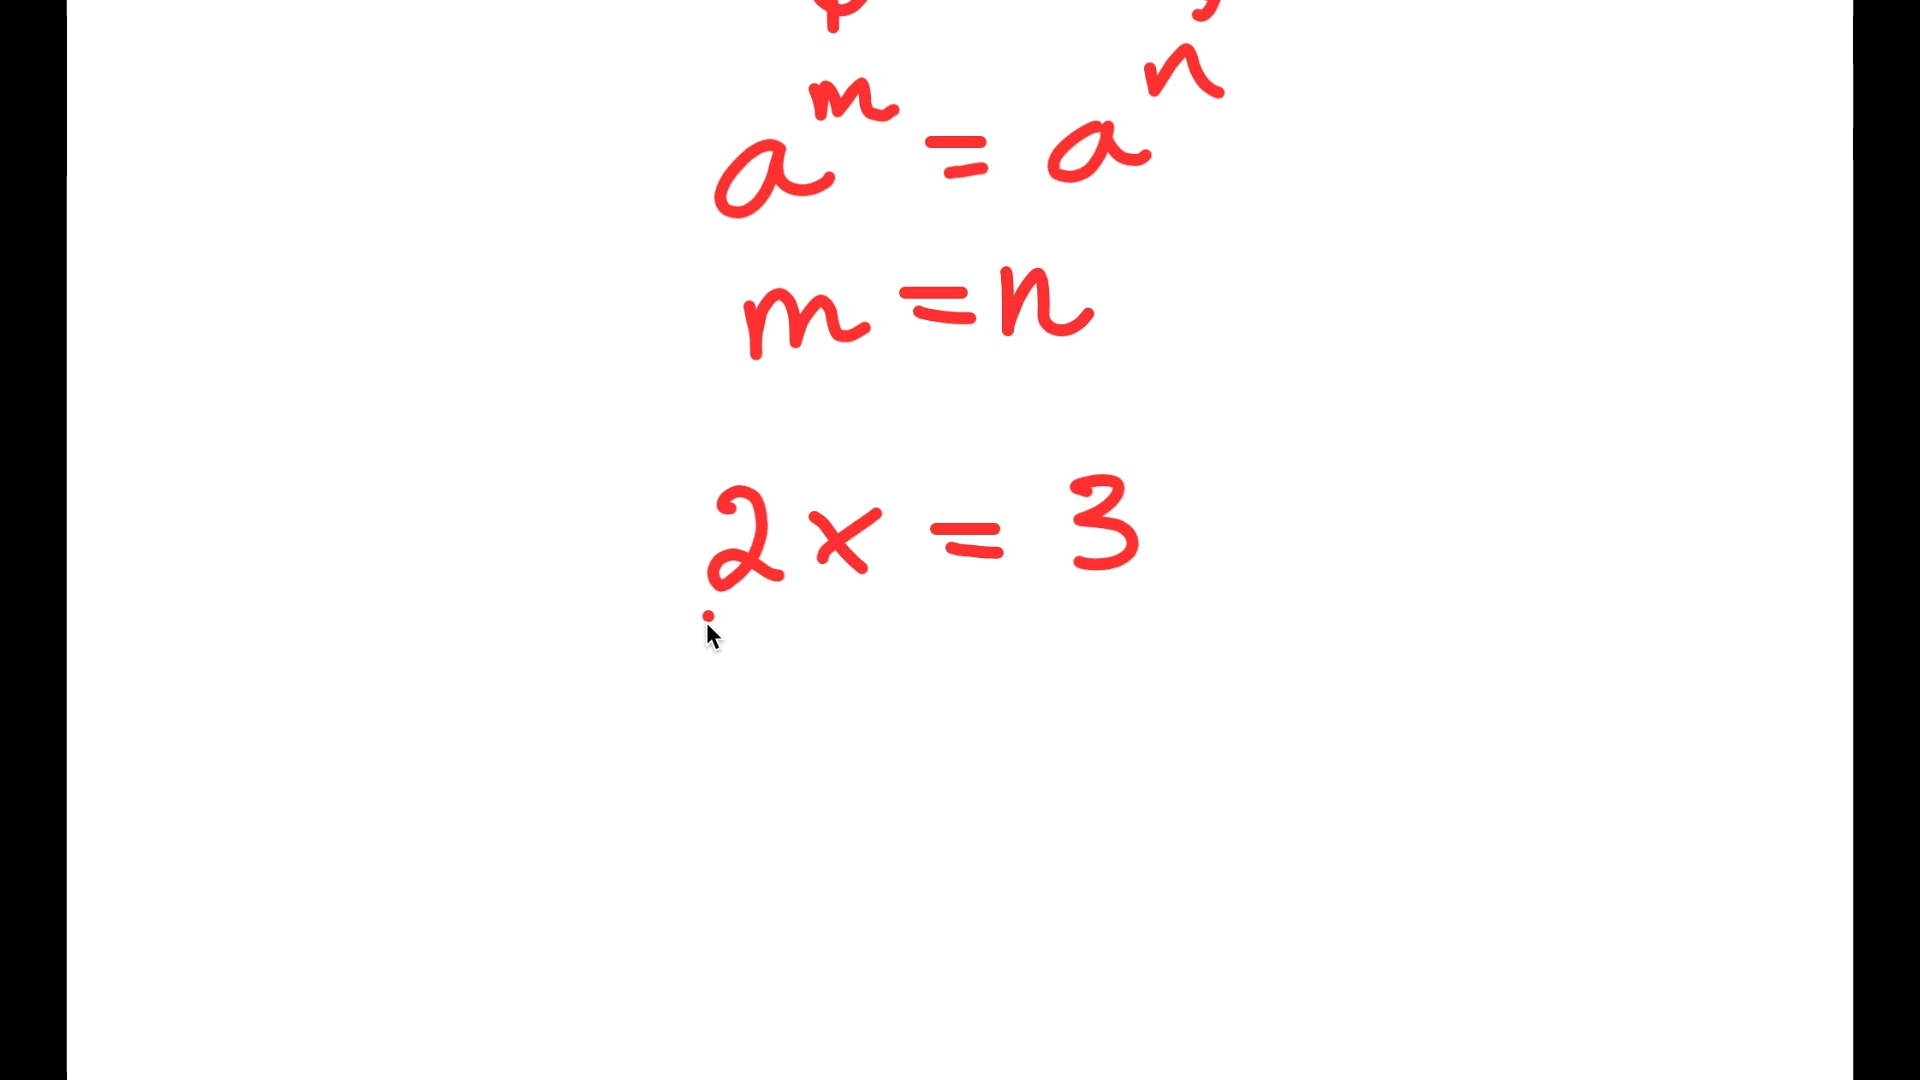 a^m = a^n
m = n
2x = 3